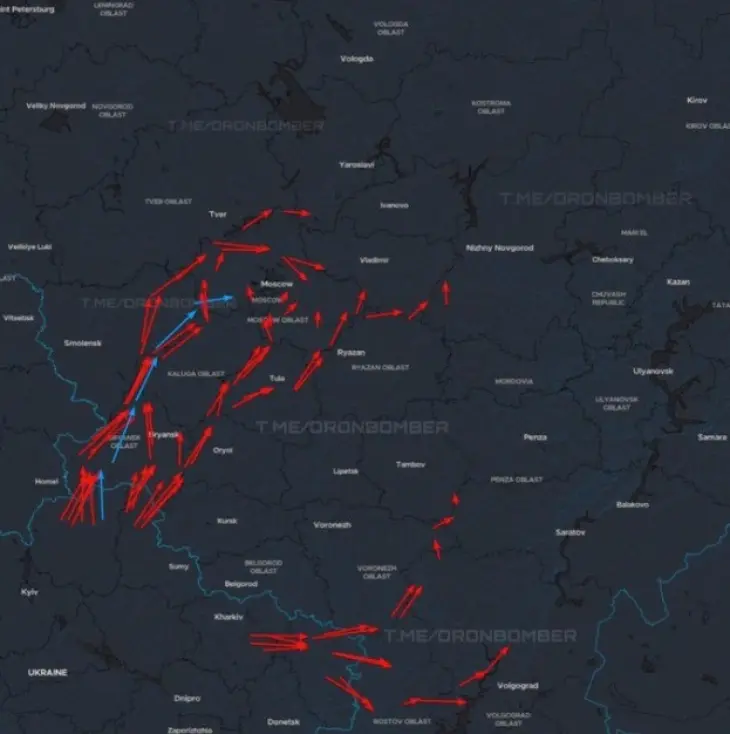 int Petersburg
LENINGRAD
OBLAST
VOLOGDA
OBLAST
Vologda
Veliky Novgorod
NOVGOROD
OBLAST
KOSTROMA
OBLAST
Kirov
KIROV OBLAS
T.ME/DRONBOMBER
Yaroslavl
TVER OBLAST
Tver
Ivanovo
T.ME/DRONBOMBER
MARI EL
Velikiye Luki
Vladimir
Nizhny Novgorod
Cheboksary
Kazan
Moscow
MOSCOW
T.ME/DRONBOMBER
CHUVASH
REPUBLIC
TATA
Vitsebsk
MOSCOW OBLAST
Smolensk
Ryazan
RYAZAN OBLAST
KALUGA OBLAST
Tula
MORDOVIA
Ulyanovsk
ULYANOVSK
OBLAST
T.ME/DRONBOMBER
BRYANSK
OBLAST
Bryansk
Oryol
Penza
Samara
Lipetsk
Tambov
PENZA OBLAST
Homel
Balakovo
Kursk
Voronezh
Saratov
Sumy
BELGOROD
OBLAST
Belgorod
VORONEZH
OBLAST
Kyiv
Kharkiv
T.ME/DRONBOMBER
UKRAINE
Volgograd
Dnipro
Donetsk
ROSTOV OBLAST
VOLGOGRAD
OBLAST
Zaporizhzhia